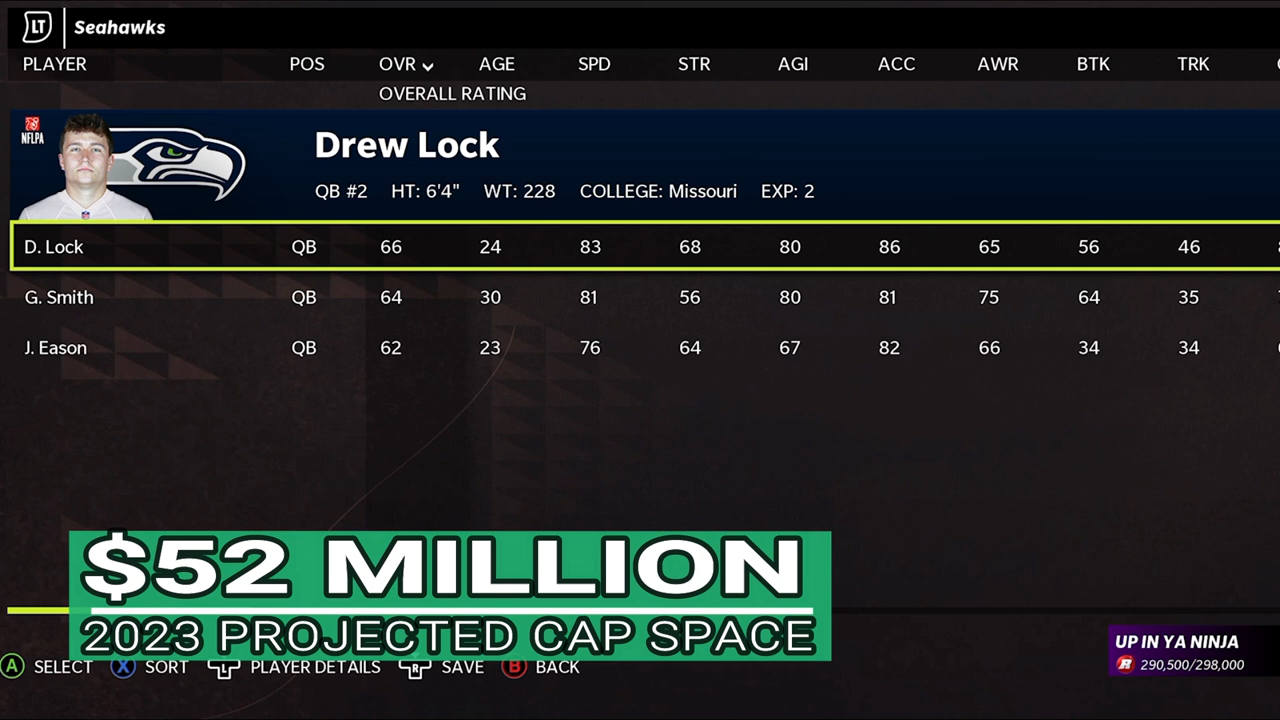 LT Seahawks
PLAYER POS OVR AGE SPD STR AGI ACC AWR BTK TRK
OVERALL RATING
NFLPA
Drew Lock
QB #2 HT: 6'4" WT: 228 COLLEGE: Missouri EXP: 2
D. Lock QB 66 24 83 68 80 86 65 56 46
G. Smith QB 64 30 81 56 80 81 75 64 35
J. Eason QB 62 23 76 64 67 82 66 34 34
$52 MILLION
2023 PROJECTED CAP SPACE
A SELECT X SORT L PLAYER DETAILS R SAVE B BACK
UP IN YA NINJA
R 290,500/298,000